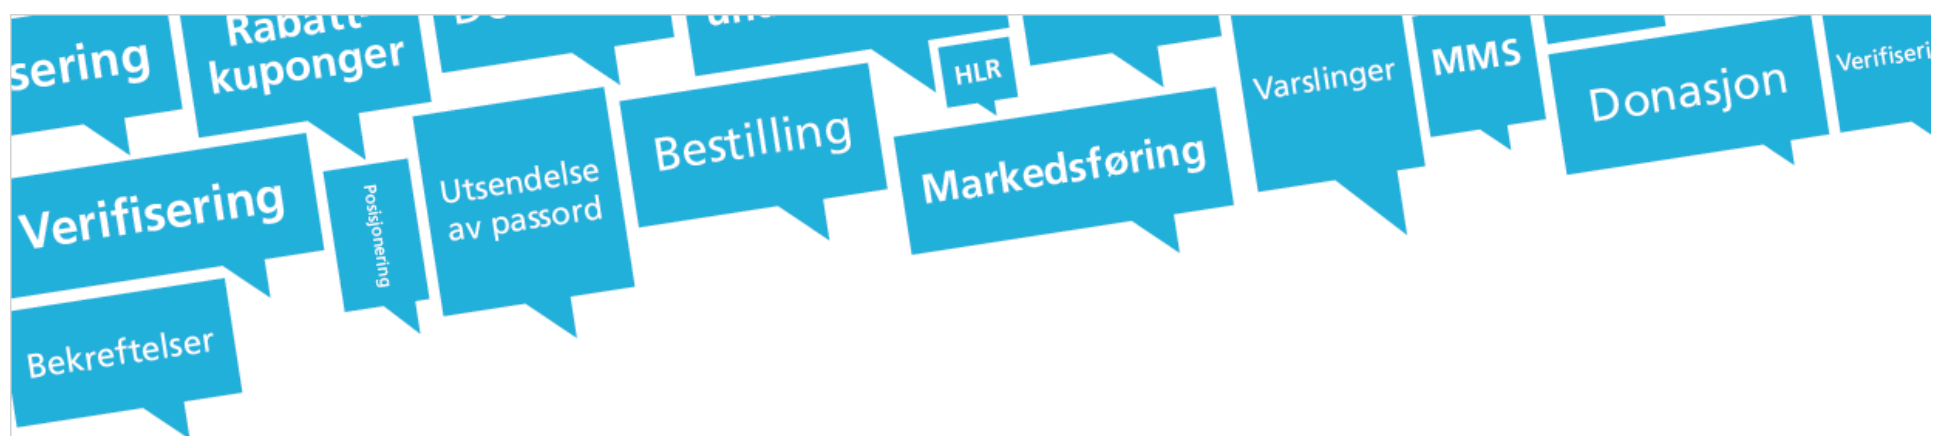 sering
Rabatt-
kuponger
HLR
Varslinger
MMS
Donasjon
Verifiseri
Bestilling
Markedsføring
Verifisering
Posisjonering
Utsendelse
av passord
Bekreftelser